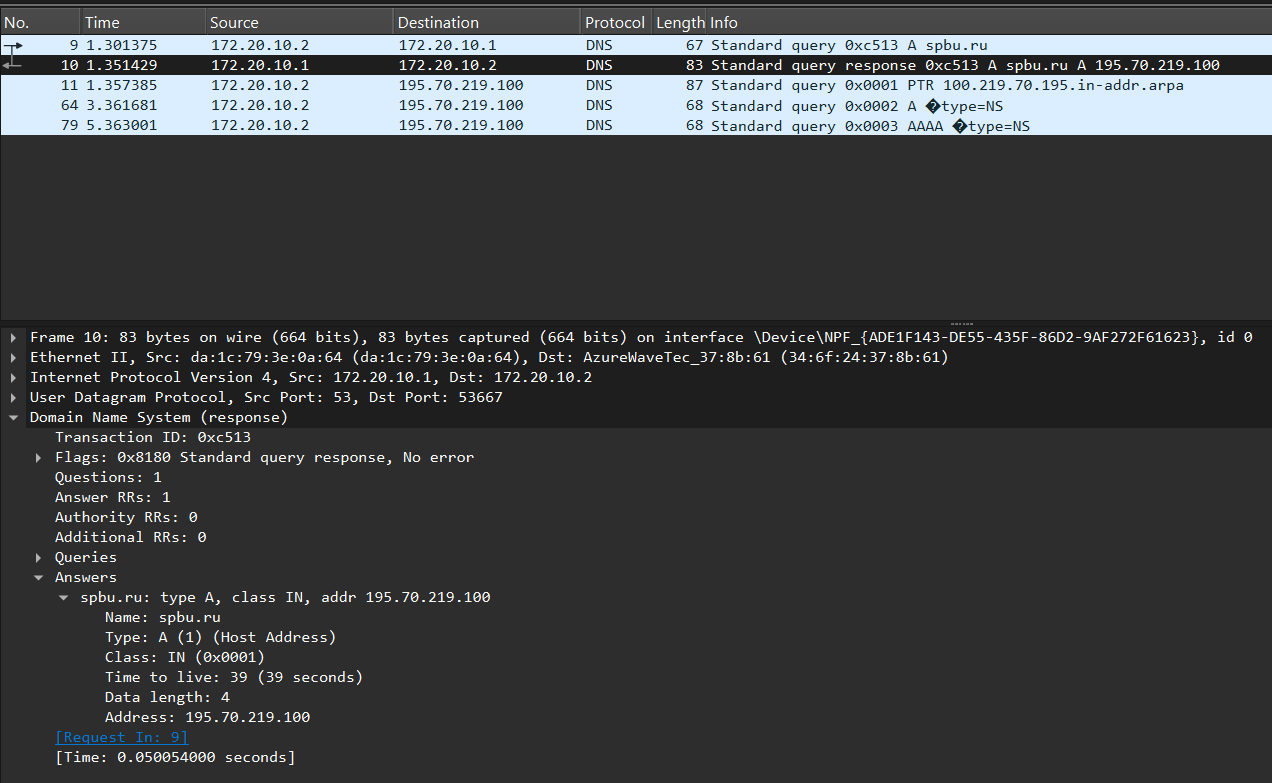 No. Time Source Destination Protocol Length Info
9 1.301375 172.20.10.2 172.20.10.1 DNS 67 Standard query 0xc513 A spbu.ru
10 1.351429 172.20.10.1 172.20.10.2 DNS 83 Standard query response 0xc513 A spbu.ru A 195.70.219.100
11 1.357385 172.20.10.2 195.70.219.100 DNS 87 Standard query 0x0001 PTR 100.219.70.195.in-addr.arpa
64 3.361681 172.20.10.2 195.70.219.100 DNS 68 Standard query 0x0002 A �type=NS
79 5.363001 172.20.10.2 195.70.219.100 DNS 68 Standard query 0x0003 AAAA �type=NS
Frame 10: 83 bytes on wire (664 bits), 83 bytes captured (664 bits) on interface \Device\NPF_{ADE1F143-DE55-435F-86D2-9AF272F61623}, id 0
Ethernet II, Src: da:1c:79:3e:0a:64 (da:1c:79:3e:0a:64), Dst: AzureWaveTec_37:8b:61 (34:6f:24:37:8b:61)
Internet Protocol Version 4, Src: 172.20.10.1, Dst: 172.20.10.2
User Datagram Protocol, Src Port: 53, Dst Port: 53667
Domain Name System (response)
Transaction ID: 0xc513
Flags: 0x8180 Standard query response, No error
Questions: 1
Answer RRs: 1
Authority RRs: 0
Additional RRs: 0
Queries
Answers
spbu.ru: type A, class IN, addr 195.70.219.100
Name: spbu.ru
Type: A (1) (Host Address)
Class: IN (0x0001)
Time to live: 39 (39 seconds)
Data length: 4
Address: 195.70.219.100
[Request In: 9]
[Time: 0.050054000 seconds]